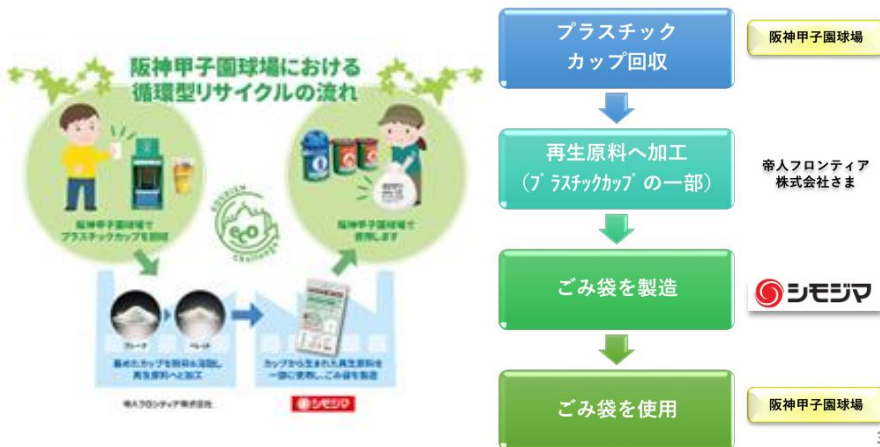 阪神甲子園球場における
循環型リサイクルの流れ
阪神甲子園球場で
プラスチックカップを回収
阪神甲子園球場で
使用します
KOSHIEN
eco
challenge
フレーク
ペレット
集めたカップを粉砕&溶融し
再生原料へと加工
カップから生まれた再生原料を
一部に使用し、ごみ袋を製造
帝人フロンティア株式会社
シモジマ
プラスチック
カップ回収
阪神甲子園球場
再生原料へ加工
(プラスチックカップの一部)
帝人フロンティア
株式会社さま
ごみ袋を製造
シモジマ
ごみ袋を使用
阪神甲子園球場